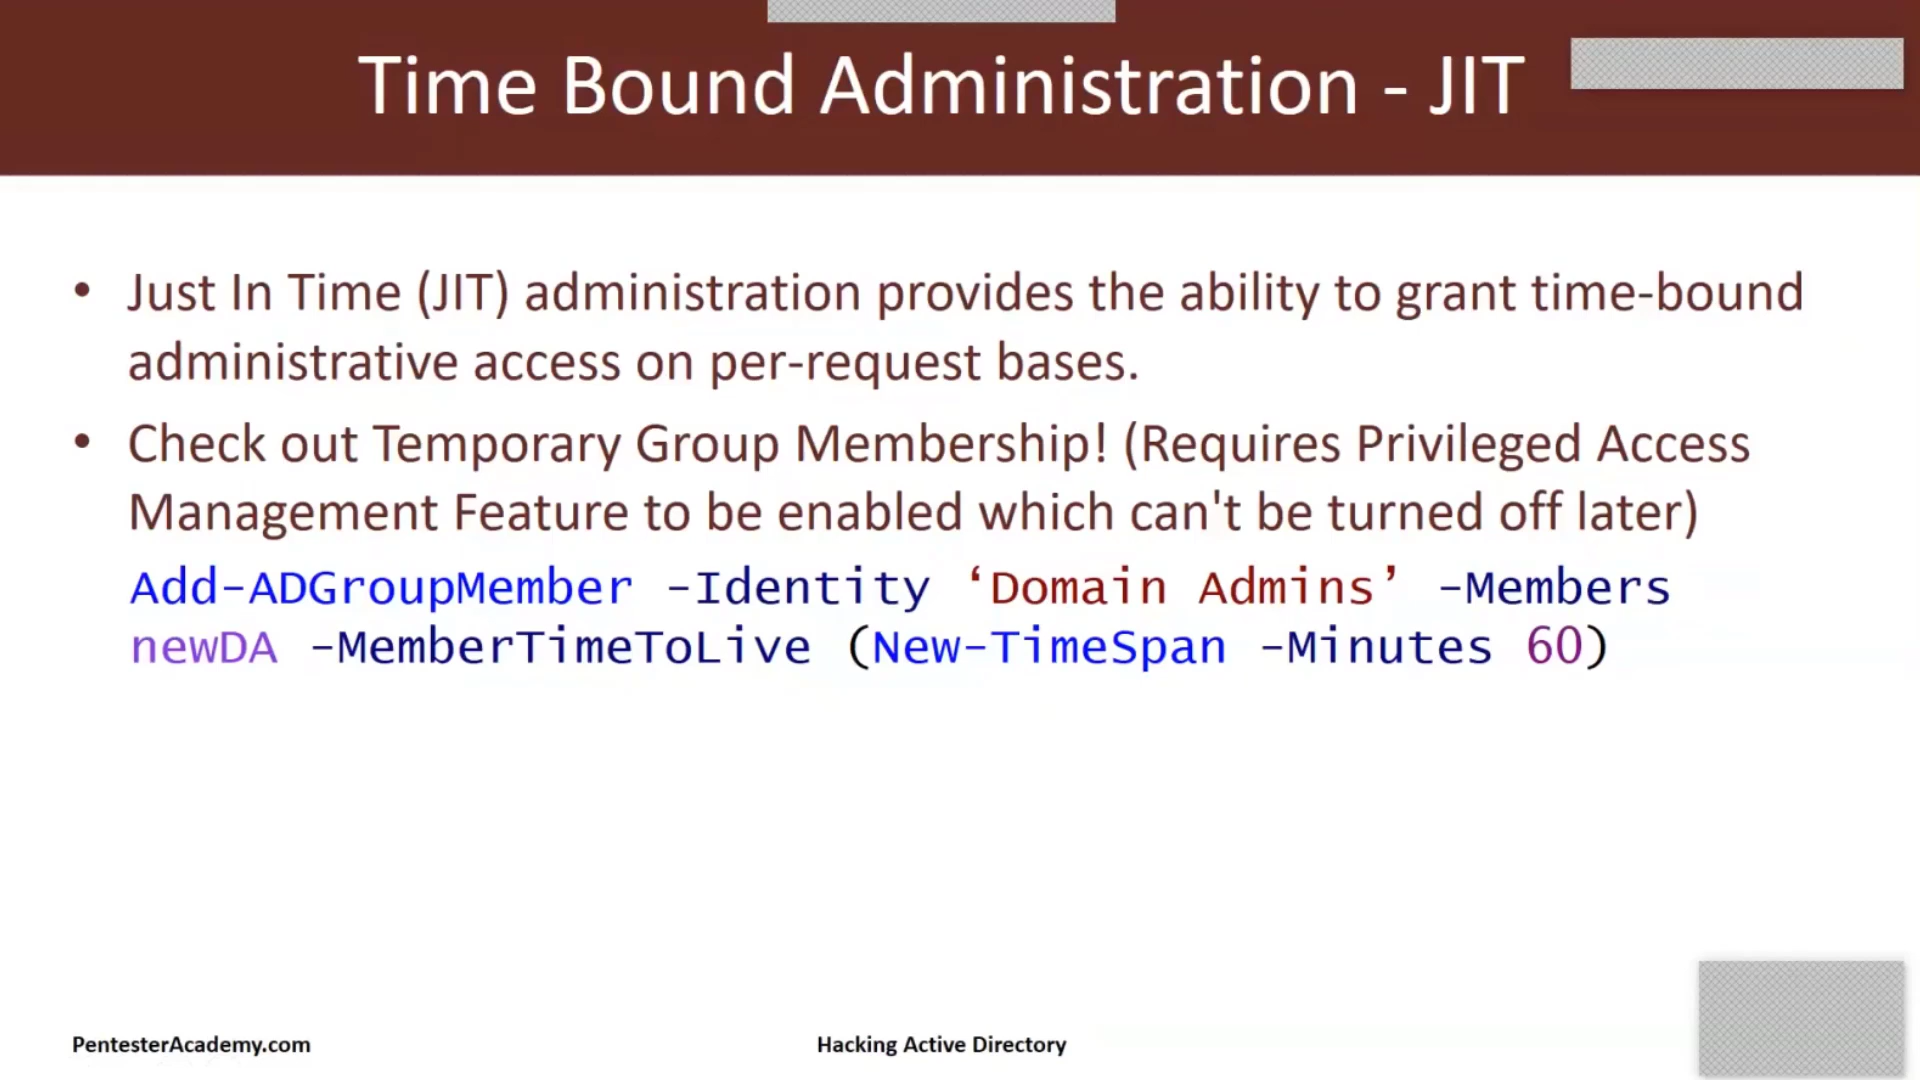 Time Bound Administration - JIT
• Just In Time (JIT) administration provides the ability to grant time-bound
administrative access on per-request bases.
• Check out Temporary Group Membership! (Requires Privileged Access
Management Feature to be enabled which can't be turned off later)
Add-ADGroupMember -Identity ‘Domain Admins’ -Members
newDA -MemberTimeToLive (New-TimeSpan -Minutes 60)
PentesterAcademy.com
Hacking Active Directory